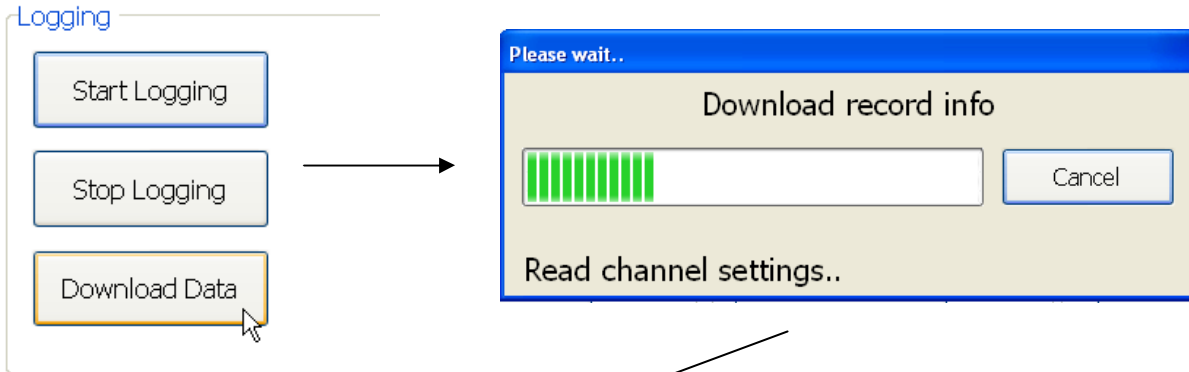 Logging
Start Logging
Stop Logging
Download Data
Please wait..
Download record info
Cancel
Read channel settings..